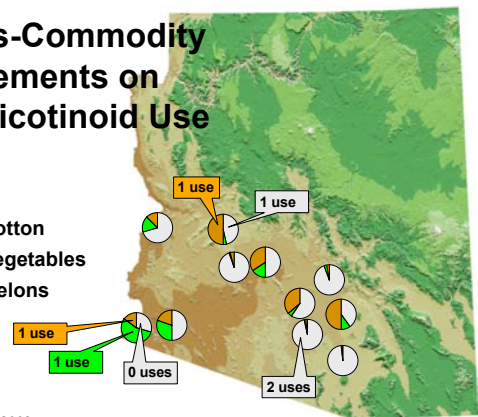 s-Commodity
ements on
icotinoid Use
1 use
1 use
otton
egetables
elons
1 use
1 use
0 uses
2 uses